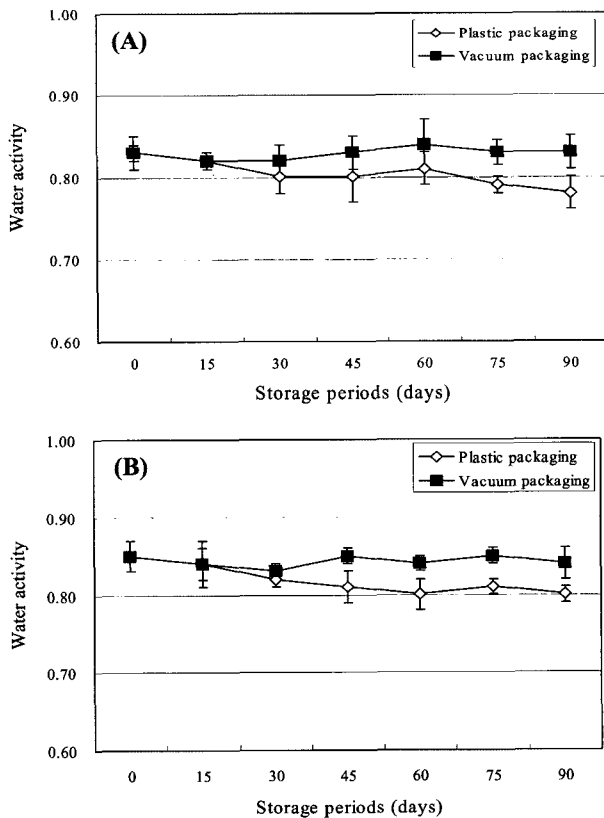 (A)
Plastic packaging
Vacuum packaging
Water activity
1.00
0.90
0.80
0.70
0.60
0 15 30 45 60 75 90
Storage periods (days)
(B)
Plastic packaging
Vacuum packaging
Water activity
1.00
0.90
0.80
0.70
0.60
0 15 30 45 60 75 90
Storage periods (days)